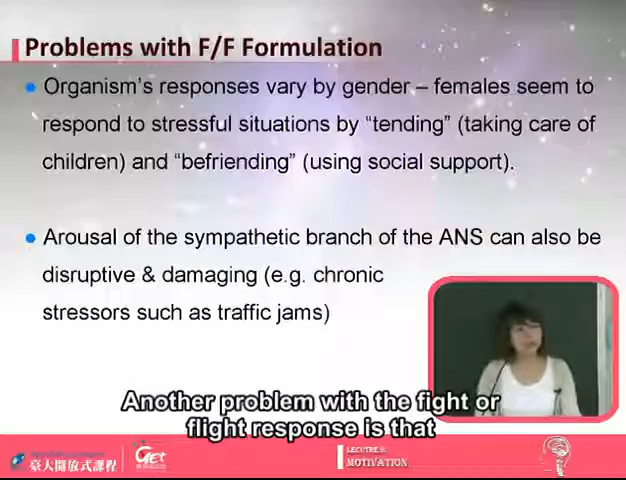 Problems with F/F Formulation
Organism's responses vary by gender – females seem to
respond to stressful situations by “tending” (taking care of
children) and “befriending” (using social support).
Arousal of the sympathetic branch of the ANS can also be
disruptive & damaging (e.g. chronic
stressors such as traffic jams)
Another problem with the fight or
flight response is that
臺大開放式課程
GET
MOTIVATION